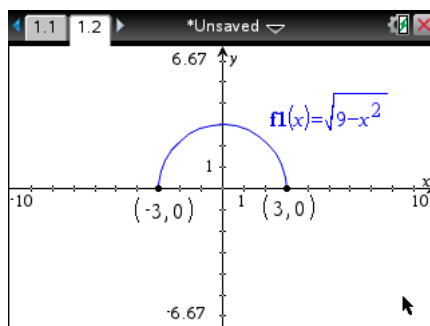 1.1 1.2 *Unsaved
6.67 y
f1(x)=√9-x²
1
x
-10 1 10
(-3,0) (3,0)
-6.67